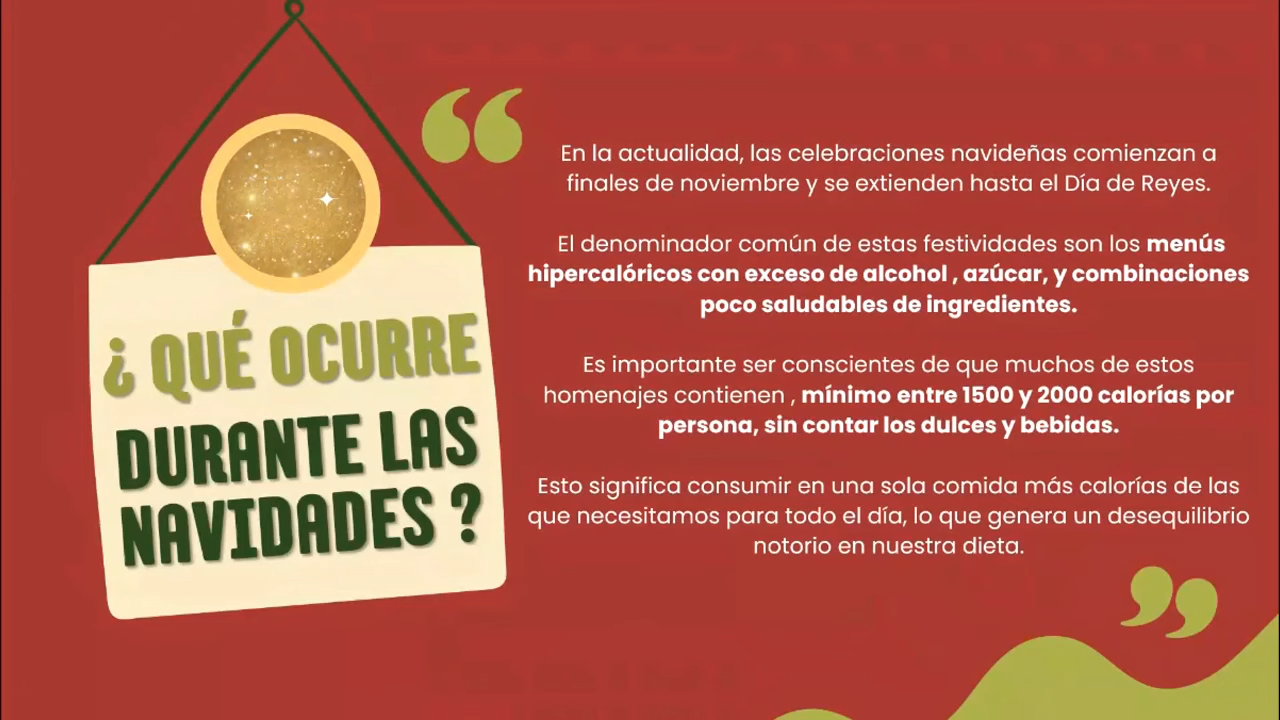 ¿ QUÉ OCURRE
DURANTE LAS
NAVIDADES ?
En la actualidad, las celebraciones navideñas comienzan a
finales de noviembre y se extienden hasta el Día de Reyes.
El denominador común de estas festividades son los menús
hipercalóricos con exceso de alcohol , azúcar, y combinaciones
poco saludables de ingredientes.
Es importante ser conscientes de que muchos de estos
homenajes contienen , mínimo entre 1500 y 2000 calorías por
persona, sin contar los dulces y bebidas.
Esto significa consumir en una sola comida más calorías de las
que necesitamos para todo el día, lo que genera un desequilibrio
notorio en nuestra dieta.